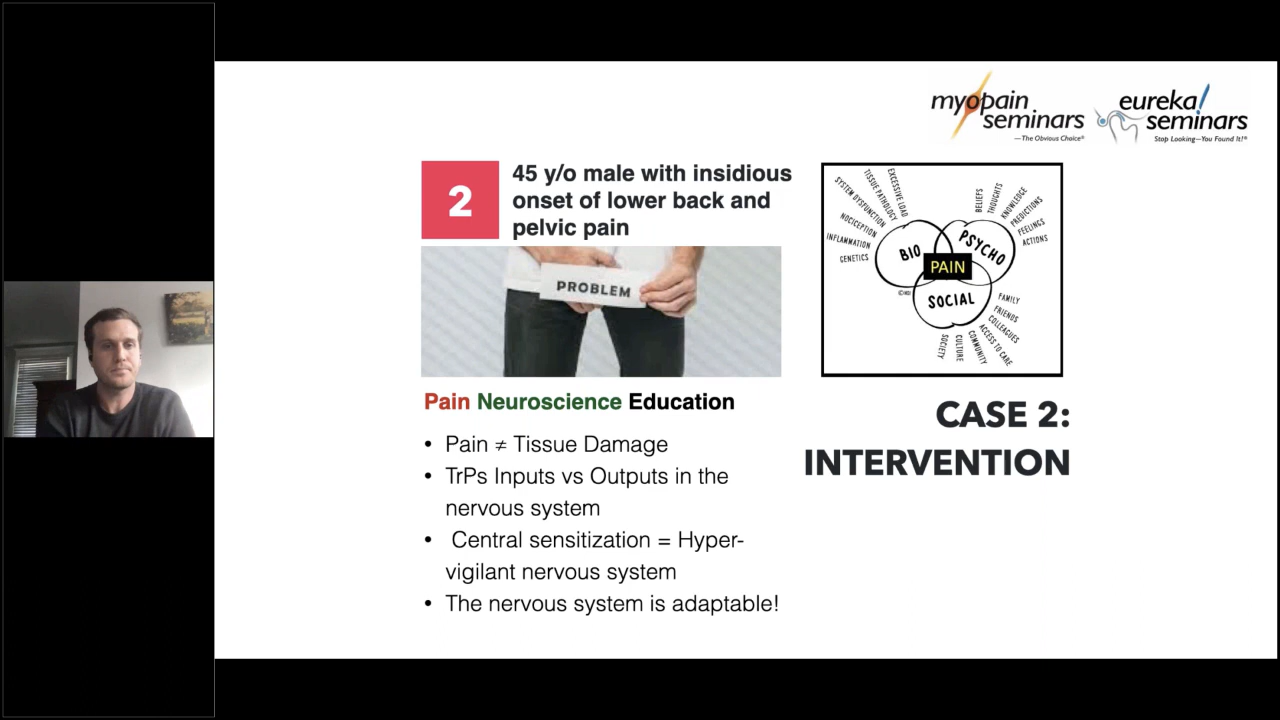 myopain
seminars
—The Obvious Choice®
eureka!
seminars
Stop Looking—You Found It!®
2
45 y/o male with insidious
onset of lower back and
pelvic pain
PROBLEM
EXCESSIVE LOAD
TISSUE PATHOLOGY
SYSTEM DYSFUNCTION
NOCICEPTION
INFLAMMATION
GENETICS
BELIEFS
THOUGHTS
KNOWLEDGE
PREDICTIONS
FEELINGS
ACTIONS
BIO
PSYCHO
PAIN
SOCIAL
FAMILY
FRIENDS
COLLEAGUES
ACCESS TO CARE
COMMUNITY
CULTURE
SOCIETY
Pain Neuroscience Education
• Pain ≠ Tissue Damage
• TrPs Inputs vs Outputs in the
nervous system
• Central sensitization = Hyper-
vigilant nervous system
• The nervous system is adaptable!
CASE 2:
INTERVENTION